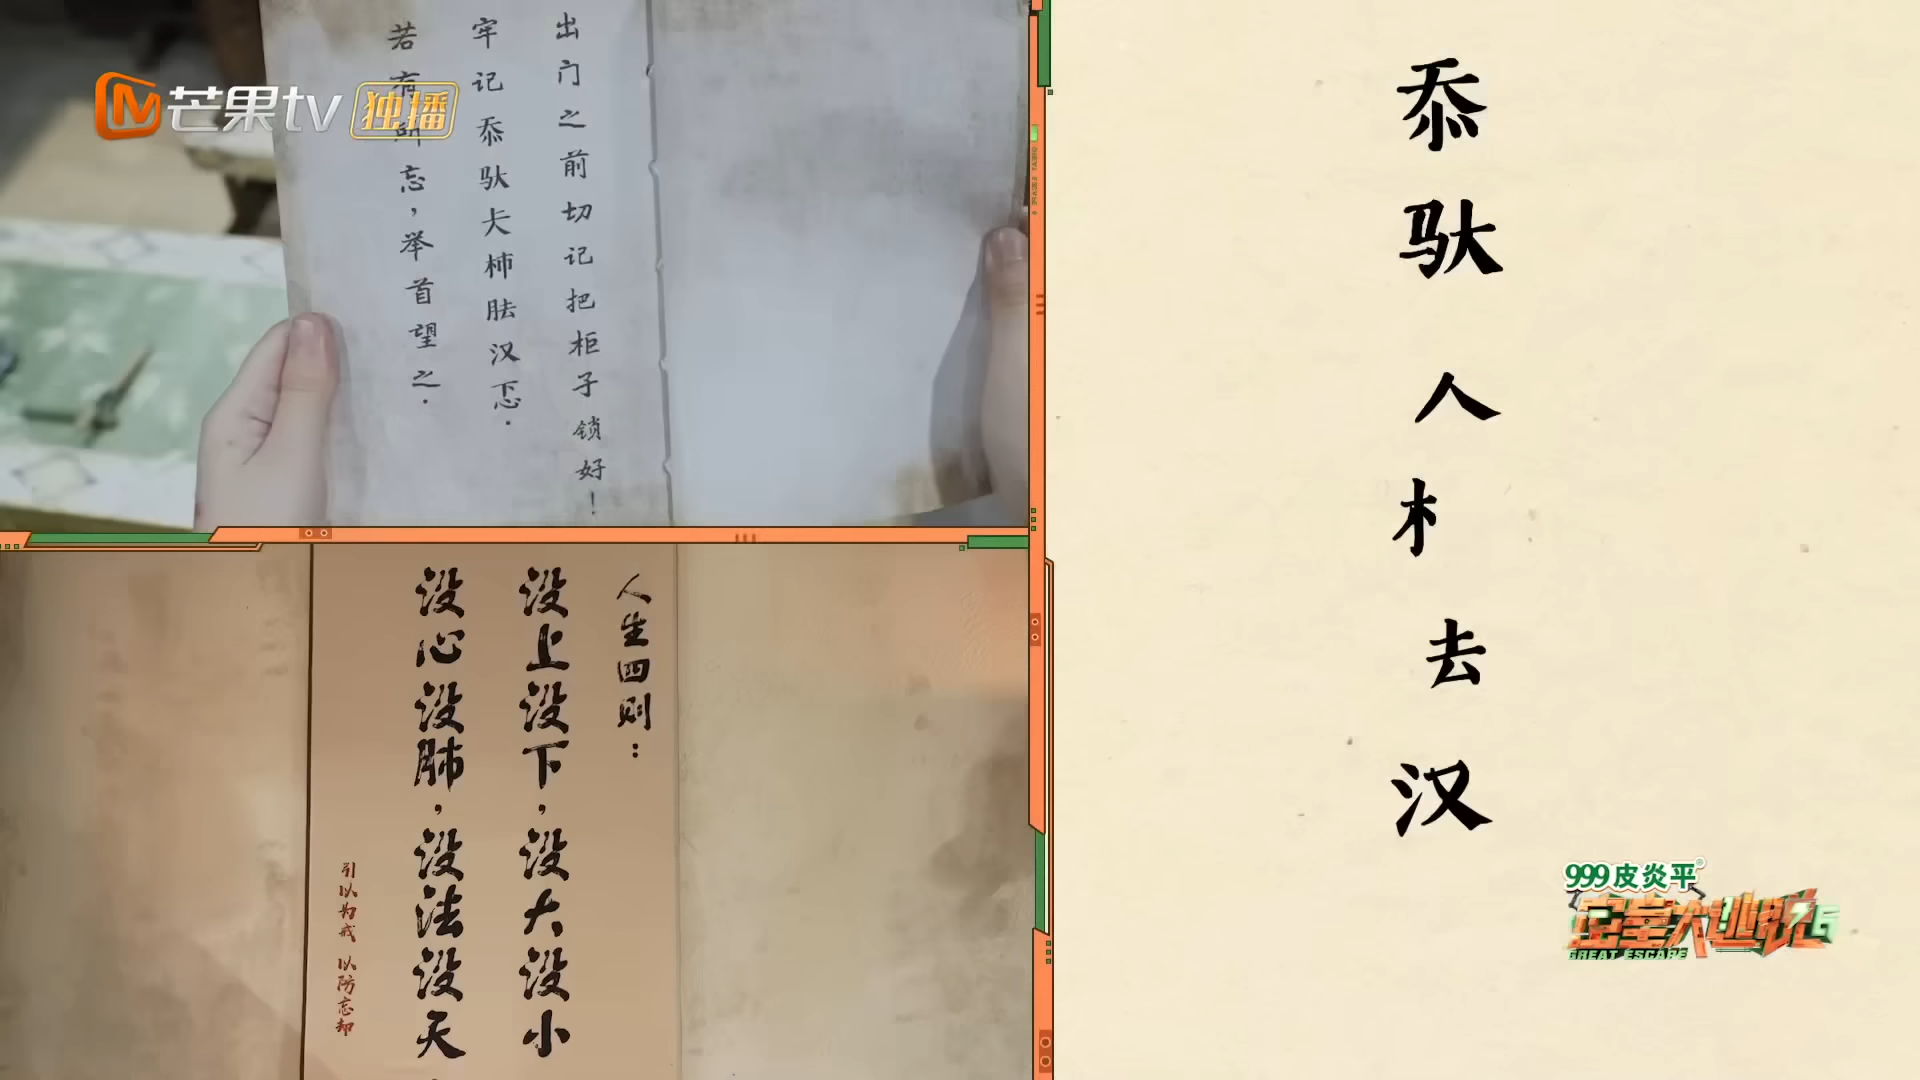 芒果tv 独播
出门之前切记把柜子锁好！
牢记忝驮夫柿胠汉忑.
若有所忘，举首望之.
人生四则：
没上没下，没大没小
没心没肺，没法没天
引以为戒 以防忘却
忝
驮
人
去
汉
999皮炎平
密室大逃脱
GREAT ESCAPE